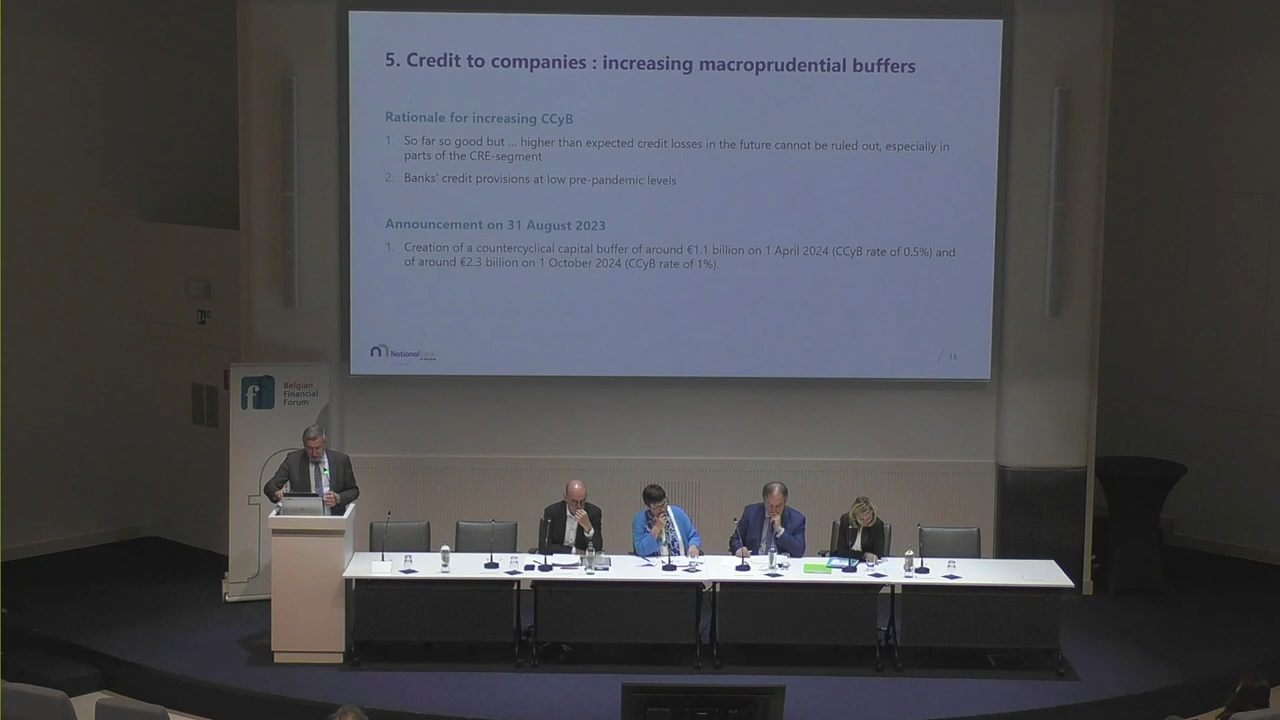 5. Credit to companies : increasing macroprudential buffers
Rationale for increasing CCyB
1. So far so good but ... higher than expected credit losses in the future cannot be ruled out, especially in
parts of the CRE-segment
2. Banks' credit provisions at low pre-pandemic levels
Announcement on 31 August 2023
1. Creation of a countercyclical capital buffer of around €1.1 billion on 1 April 2024 (CCyB rate of 0.5%) and
of around €2.3 billion on 1 October 2024 (CCyB rate of 1%).
National
/ 16
f
Belgian
Financial
Forum